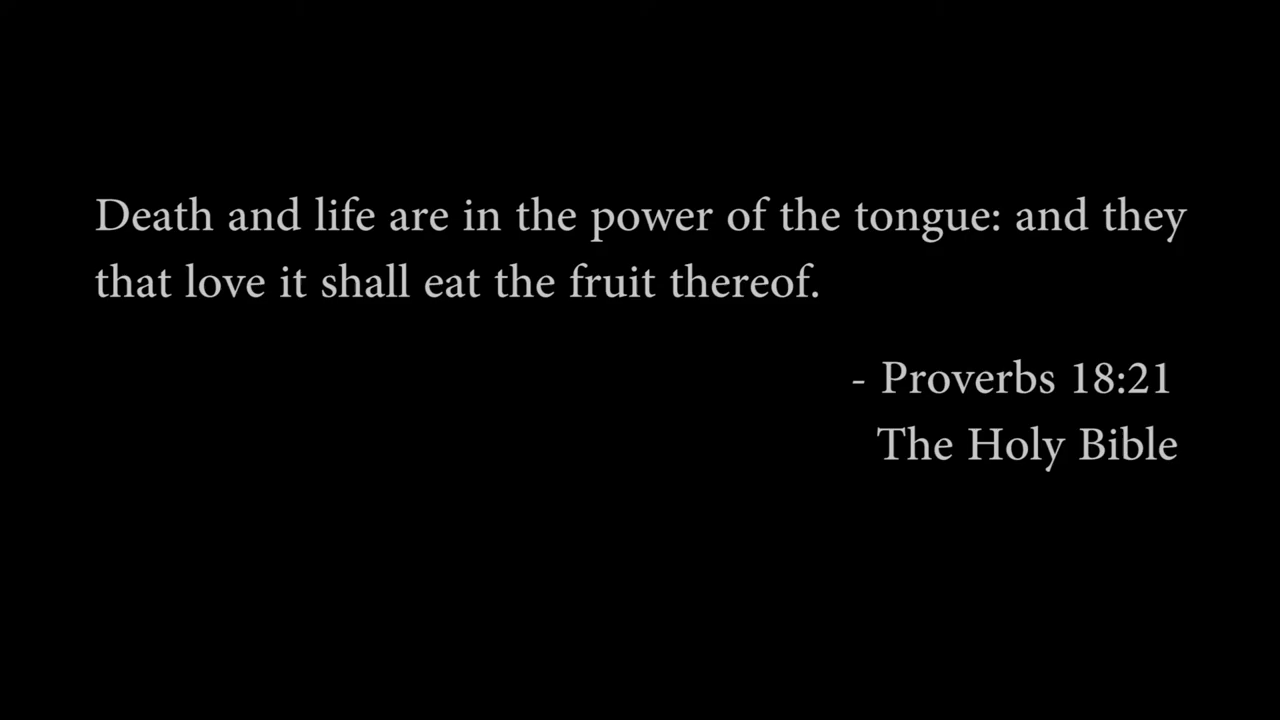 Death and life are in the power of the tongue: and they
that love it shall eat the fruit thereof.
- Proverbs 18:21
The Holy Bible